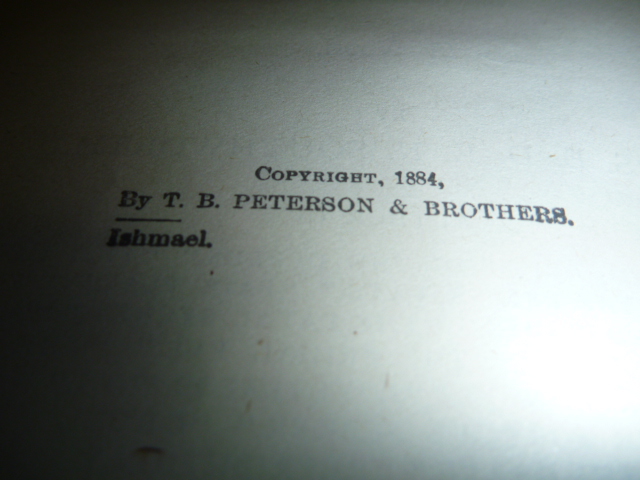 COPYRIGHT, 1884,
By T. B. PETERSON & BROTHERS.
Ishmael.